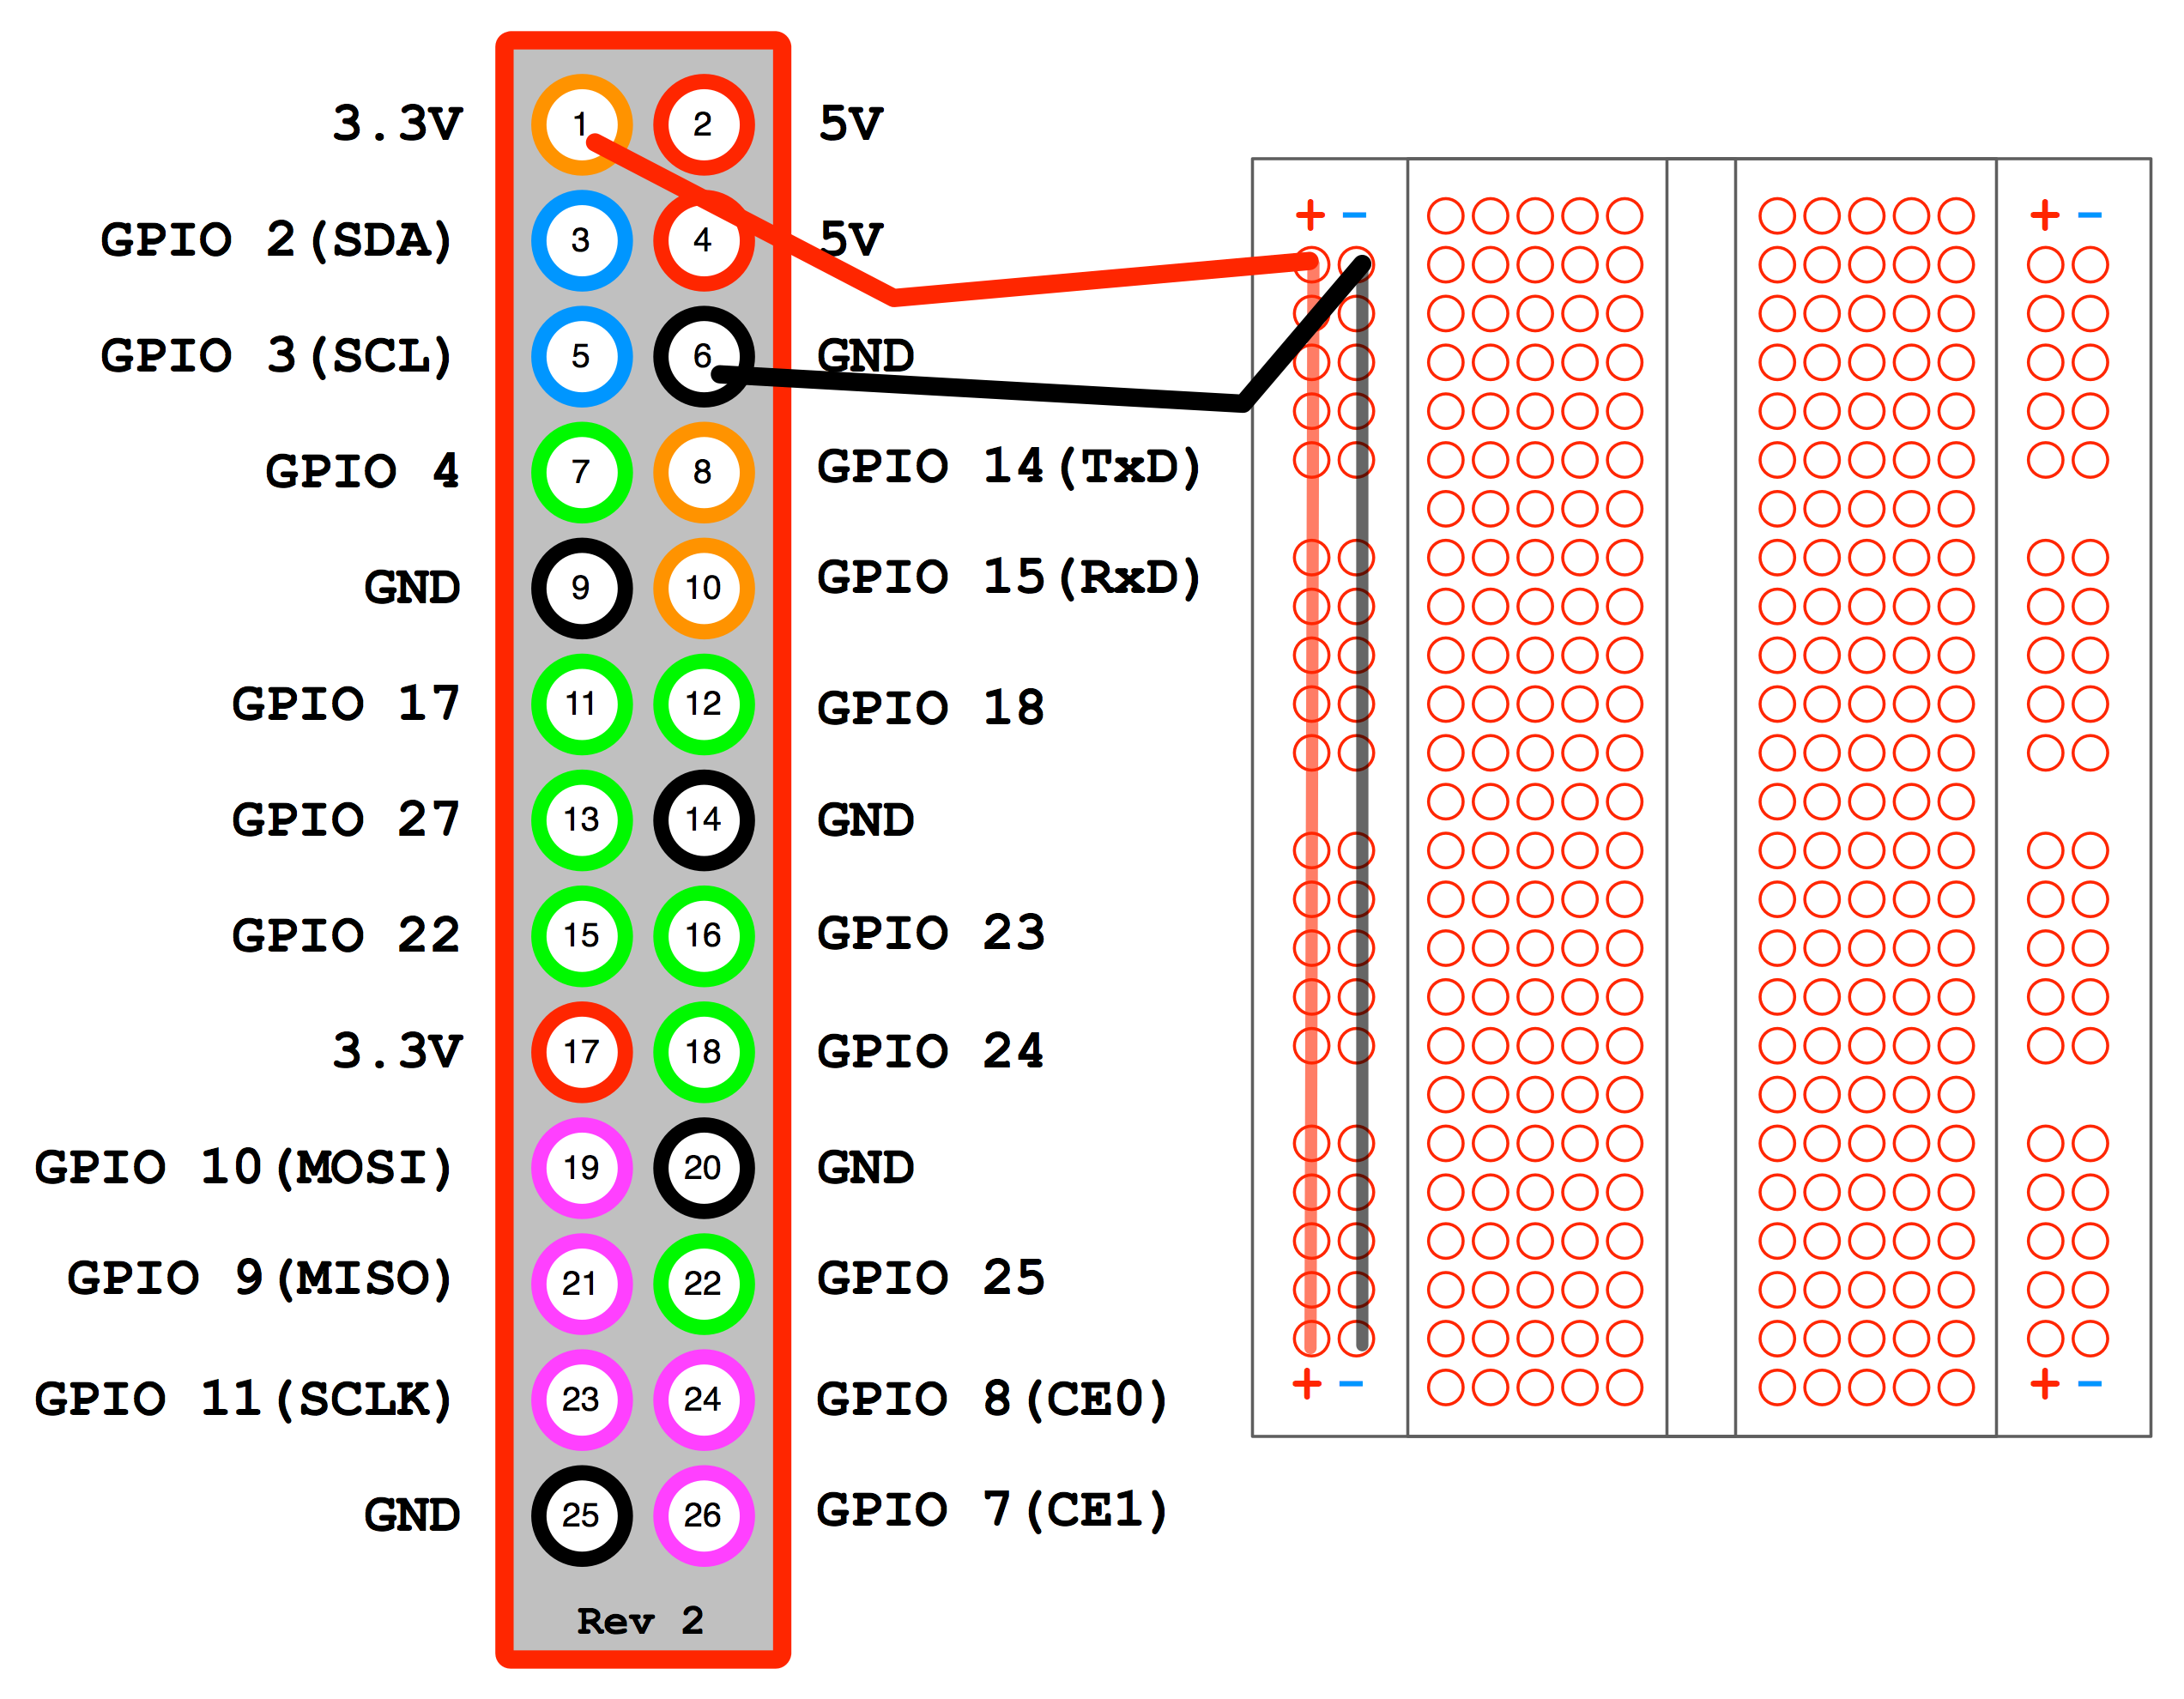 3.3V 1 2 5V
+ − + −
GPIO 2(SDA) 3 4 5V
GPIO 3(SCL) 5 6 GND
GPIO 4 7 8 GPIO 14(TxD)
GND 9 10 GPIO 15(RxD)
GPIO 17 11 12 GPIO 18
GPIO 27 13 14 GND
GPIO 22 15 16 GPIO 23
3.3V 17 18 GPIO 24
GPIO 10(MOSI) 19 20 GND
GPIO 9(MISO) 21 22 GPIO 25
GPIO 11(SCLK) 23 24 GPIO 8(CE0)
+ − + −
GND 25 26 GPIO 7(CE1)
Rev 2